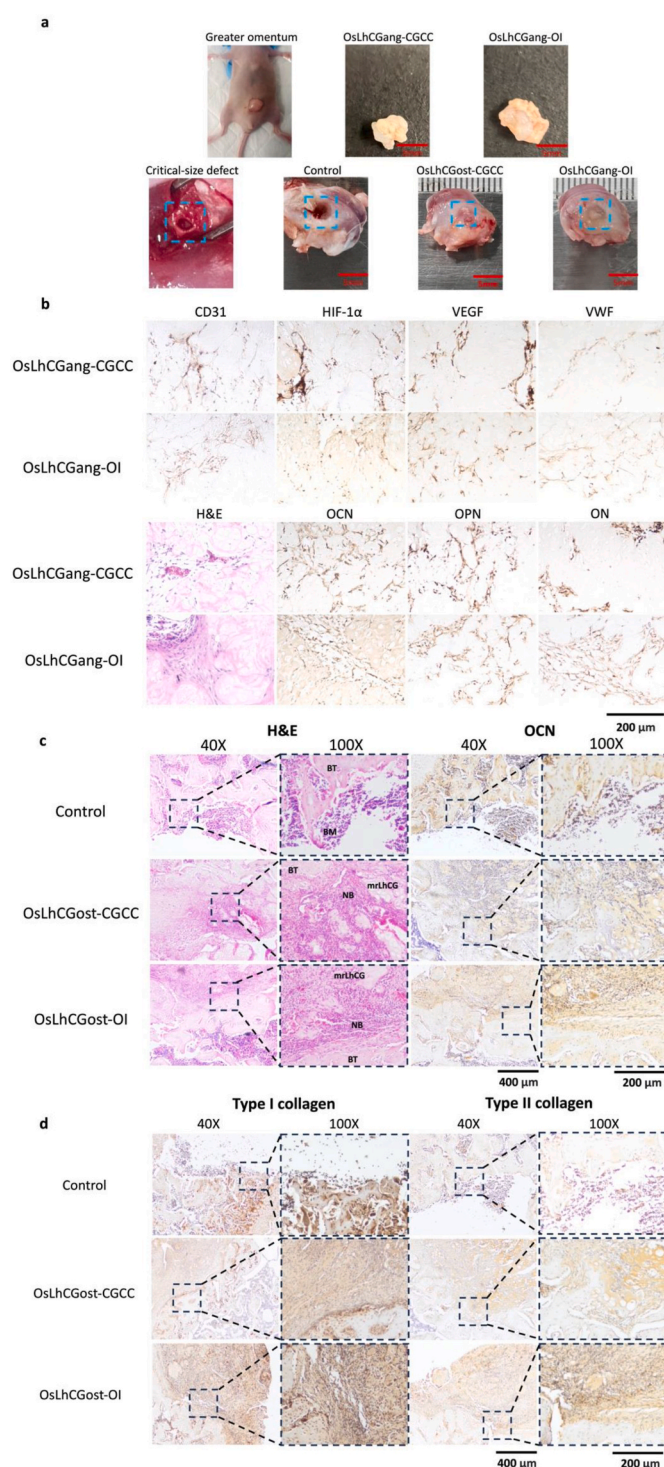 a
Greater omentum
OsLhCGang-CGCC
OsLhCGang-OI
Critical-size defect
Control
OsLhCGost-CGCC
OsLhCGang-OI
b
CD31 HIF-1α VEGF VWF
OsLhCGang-CGCC
OsLhCGang-OI
H&E OCN OPN ON
OsLhCGang-CGCC
OsLhCGang-OI
200 μm
c
H&E OCN
40X 100X 40X 100X
Control
BT
BM
OsLhCGost-CGCC
BT
NB
mrLhCG
OsLhCGost-OI
mrLhCG
NB
BT
400 μm 200 μm
d
Type I collagen Type II collagen
40X 100X 40X 100X
Control
OsLhCGost-CGCC
OsLhCGost-OI
400 μm 200 μm